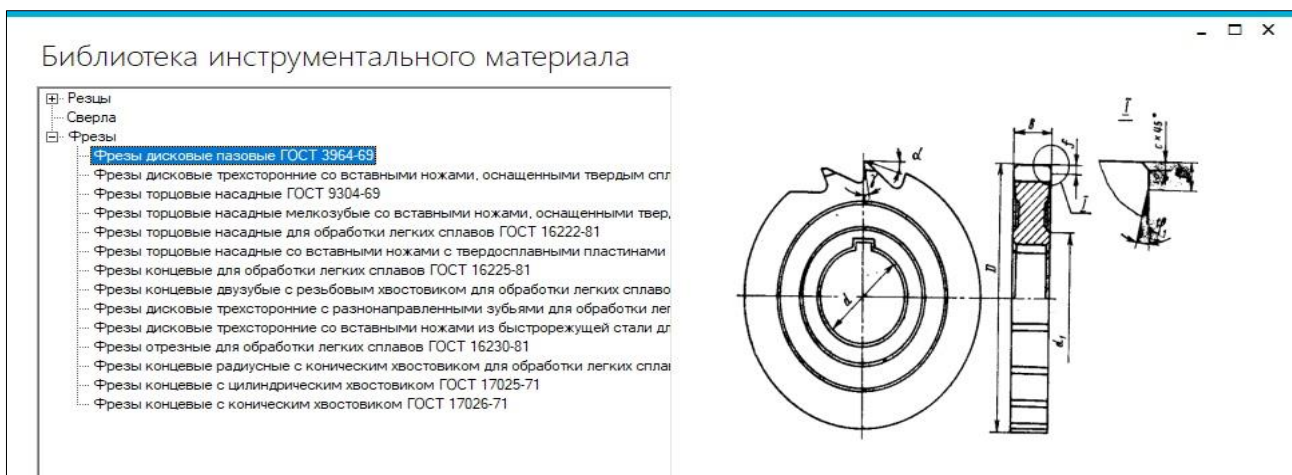 Библиотека инструментального материала
Резцы
Сверла
Фрезы
Фрезы дисковые пазовые ГОСТ 3964-69
Фрезы дисковые трехсторонние со вставными ножами, оснащенными твердым спл
Фрезы торцовые насадные ГОСТ 9304-69
Фрезы торцовые насадные мелкозубые со вставными ножами, оснащенными твер,
Фрезы торцовые насадные для обработки легких сплавов ГОСТ 16222-81
Фрезы торцовые насадные со вставными ножами с твердосплавными пластинами
Фрезы концевые для обработки легких сплавов ГОСТ 16225-81
Фрезы концевые двузубые с резьбовым хвостовиком для обработки легких сплаво
Фрезы дисковые трехсторонние с разнонаправленными зубьями для обработки лег
Фрезы дисковые трехсторонние со вставными ножами из быстрорежущей стали дл
Фрезы отрезные для обработки легких сплавов ГОСТ 16230-81
Фрезы концевые радиусные с коническим хвостовиком для обработки легких спла
Фрезы концевые с цилиндрическим хвостовиком ГОСТ 17025-71
Фрезы концевые с коническим хвостовиком ГОСТ 17026-71
I
B
f
c×45°
α
γ
I
D
d
d₁